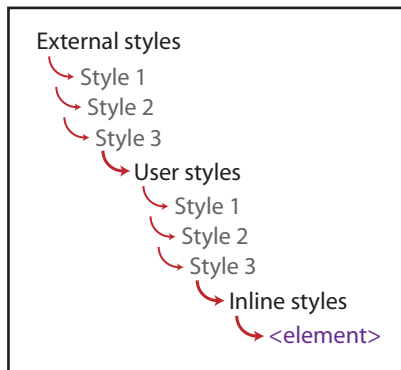 External styles
Style 1
Style 2
Style 3
User styles
Style 1
Style 2
Style 3
Inline styles
<element>